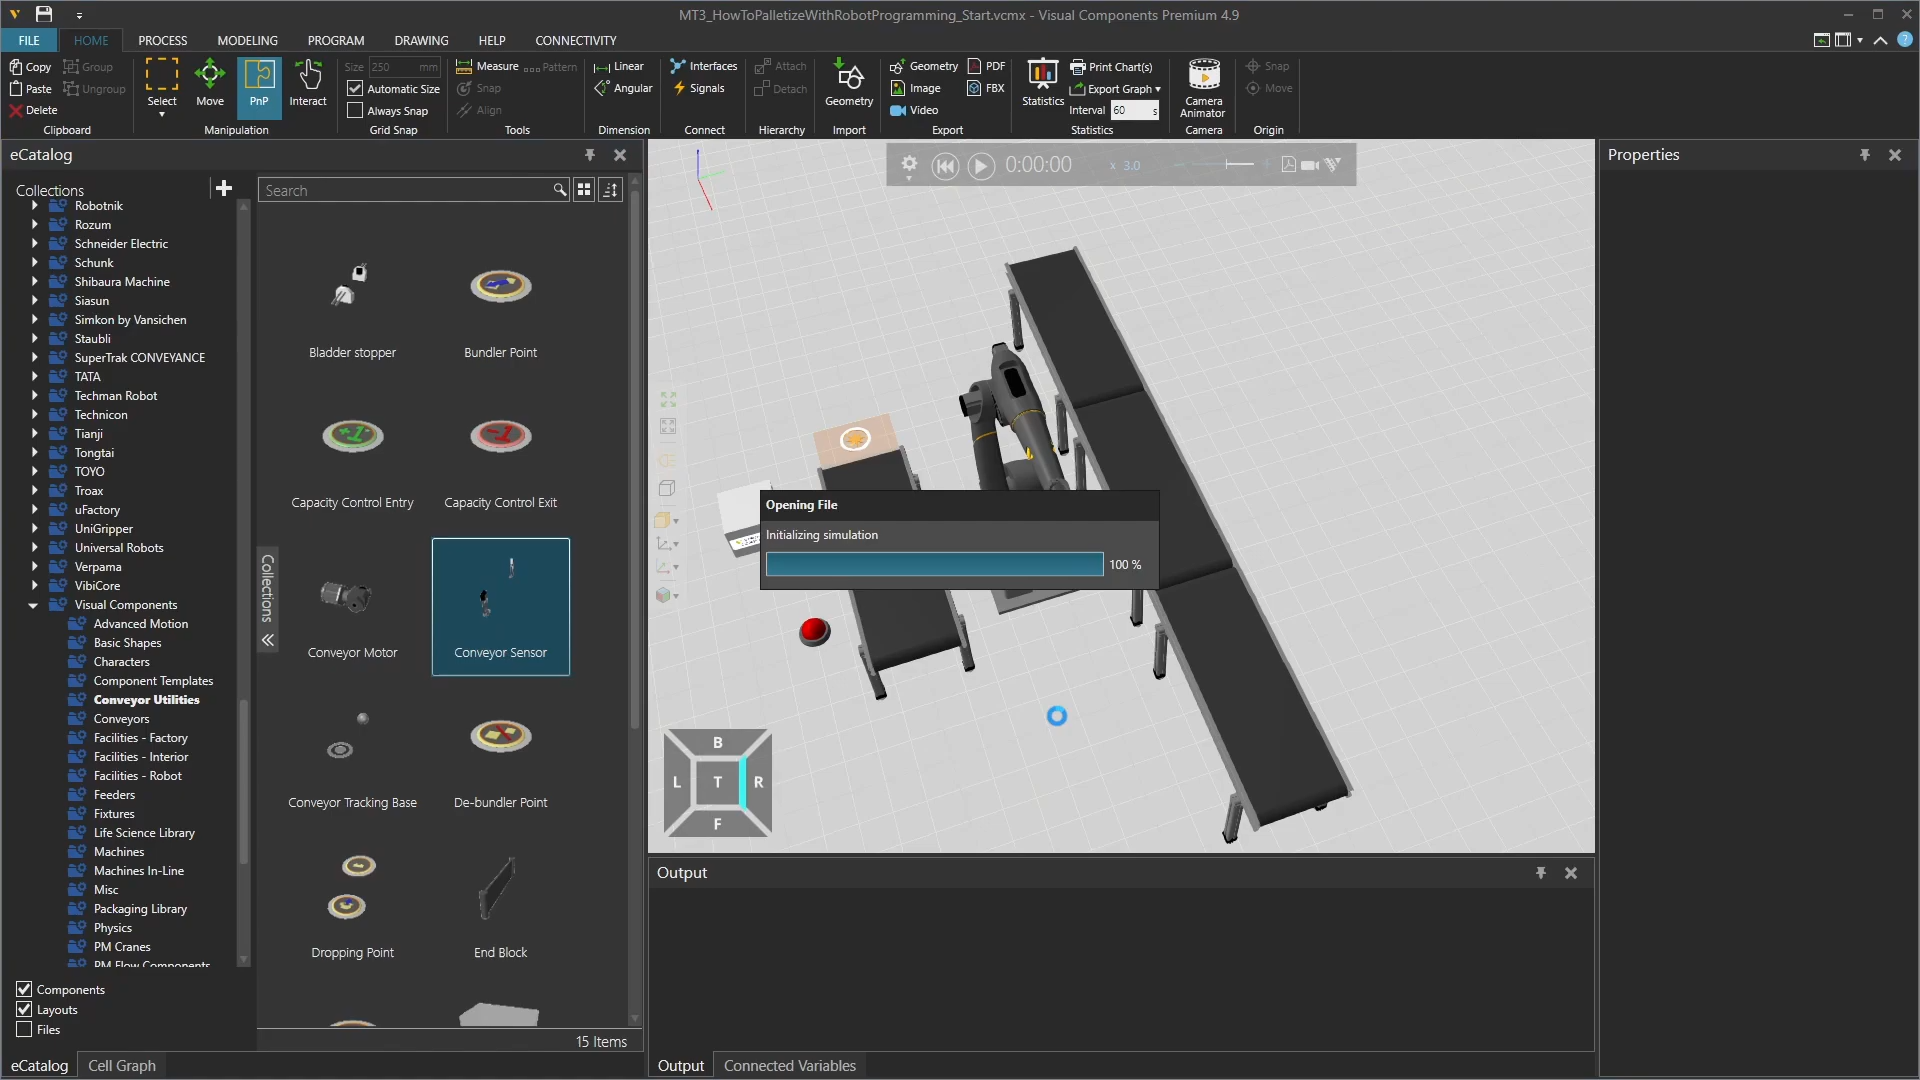 MT3_HowToPalletizeWithRobotProgramming_Start.vcmx - Visual Components Premium 4.9
FILE HOME PROCESS MODELING PROGRAM DRAWING HELP CONNECTIVITY
Copy Group
Paste Ungroup
Delete
Clipboard
Select Move PnP Interact
Manipulation
Size 250 mm
Automatic Size
Always Snap
Grid Snap
Measure Pattern
Snap
Align
Tools
Linear
Angular
Dimension
Interfaces
Signals
Connect
Attach
Detach
Hierarchy
Geometry
Import
Geometry PDF
Image FBX
Video
Export
Statistics
Print Chart(s)
Export Graph
Interval 60 s
Statistics
Camera
Animator
Camera
Snap
Move
Origin
eCatalog
Collections
Robotnik
Rozum
Schneider Electric
Schunk
Shibaura Machine
Siasun
Simkon by Vansichen
Staubli
SuperTrak CONVEYANCE
TATA
Techman Robot
Technicon
Tianji
Tongtai
TOYO
Troax
uFactory
UniGripper
Universal Robots
Verpama
VibiCore
Visual Components
Advanced Motion
Basic Shapes
Characters
Component Templates
Conveyor Utilities
Conveyors
Facilities - Factory
Facilities - Interior
Facilities - Robot
Feeders
Fixtures
Life Science Library
Machines
Machines In-Line
Misc
Packaging Library
Physics
PM Cranes
PM Flow Components
Components
Layouts
Files
eCatalog Cell Graph
Collections
Search
Bladder stopper Bundler Point
+1 -1
Capacity Control Entry Capacity Control Exit
Conveyor Motor Conveyor Sensor
Conveyor Tracking Base De-bundler Point
Dropping Point End Block
15 Items
0:00:00 x 3.0
Opening File
Initializing simulation
100 %
B
L T R
F
Output
Output Connected Variables
Properties